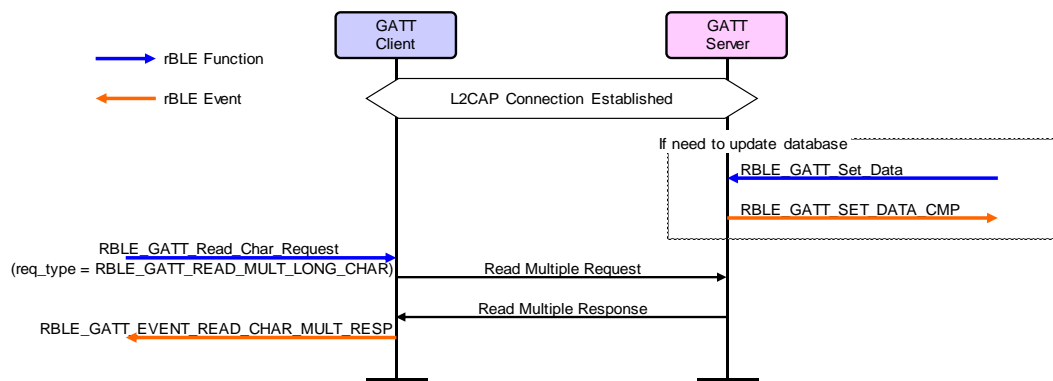 GATT
Client
GATT
Server
rBLE Function
rBLE Event
L2CAP Connection Established
If need to update database
RBLE_GATT_Set_Data
RBLE_GATT_SET_DATA_CMP
RBLE_GATT_Read_Char_Request
(req_type = RBLE_GATT_READ_MULT_LONG_CHAR)
Read Multiple Request
Read Multiple Response
RBLE_GATT_EVENT_READ_CHAR_MULT_RESP